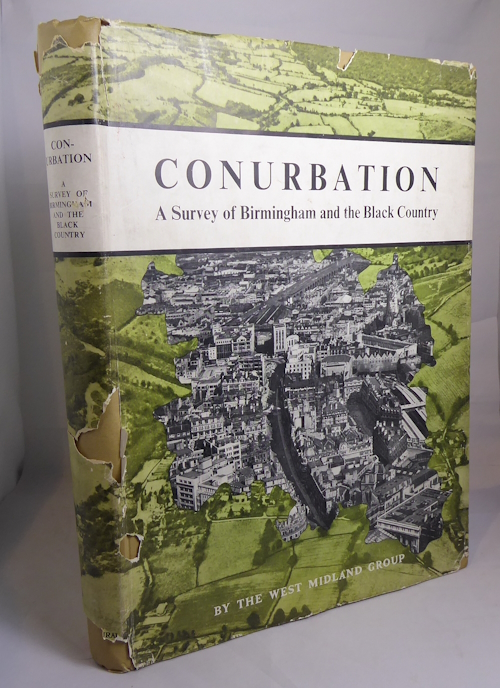 CONURBATION
A Survey of Birmingham and the Black Country
BY THE WEST MIDLAND GROUP
CON-
URBATION
A
SURVEY OF
BIRMINGHAM
AND THE
BLACK
COUNTRY